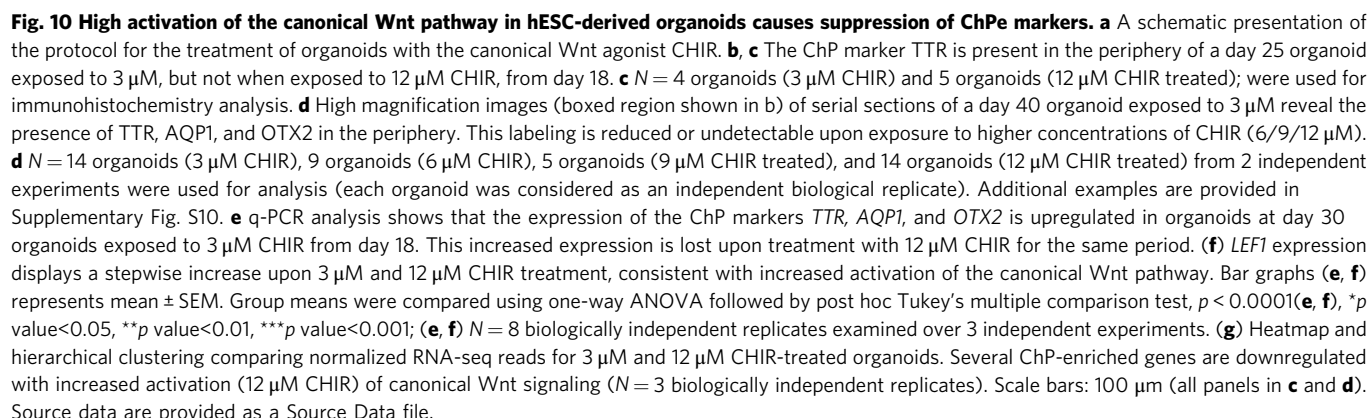 Fig. 10 High activation of the canonical Wnt pathway in hESC-derived organoids causes suppression of ChPe markers. a A schematic presentation of
the protocol for the treatment of organoids with the canonical Wnt agonist CHIR. b, c The ChP marker TTR is present in the periphery of a day 25 organoid
exposed to 3 μM, but not when exposed to 12 μM CHIR, from day 18. c N = 4 organoids (3 μM CHIR) and 5 organoids (12 μM CHIR treated); were used for
immunohistochemistry analysis. d High magnification images (boxed region shown in b) of serial sections of a day 40 organoid exposed to 3 μM reveal the
presence of TTR, AQP1, and OTX2 in the periphery. This labeling is reduced or undetectable upon exposure to higher concentrations of CHIR (6/9/12 μM).
d N = 14 organoids (3 μM CHIR), 9 organoids (6 μM CHIR), 5 organoids (9 μM CHIR treated), and 14 organoids (12 μM CHIR treated) from 2 independent
experiments were used for analysis (each organoid was considered as an independent biological replicate). Additional examples are provided in
Supplementary Fig. S10. e q-PCR analysis shows that the expression of the ChP markers TTR, AQP1, and OTX2 is upregulated in organoids at day 30
organoids exposed to 3 μM CHIR from day 18. This increased expression is lost upon treatment with 12 μM CHIR for the same period. (f) LEF1 expression
displays a stepwise increase upon 3 μM and 12 μM CHIR treatment, consistent with increased activation of the canonical Wnt pathway. Bar graphs (e, f)
represents mean ± SEM. Group means were compared using one-way ANOVA followed by post hoc Tukey's multiple comparison test, p < 0.0001(e, f), *p
value<0.05, **p value<0.01, ***p value<0.001; (e, f) N = 8 biologically independent replicates examined over 3 independent experiments. (g) Heatmap and
hierarchical clustering comparing normalized RNA-seq reads for 3 μM and 12 μM CHIR-treated organoids. Several ChP-enriched genes are downregulated
with increased activation (12 μM CHIR) of canonical Wnt signaling (N = 3 biologically independent replicates). Scale bars: 100 μm (all panels in c and d).
Source data are provided as a Source Data file.